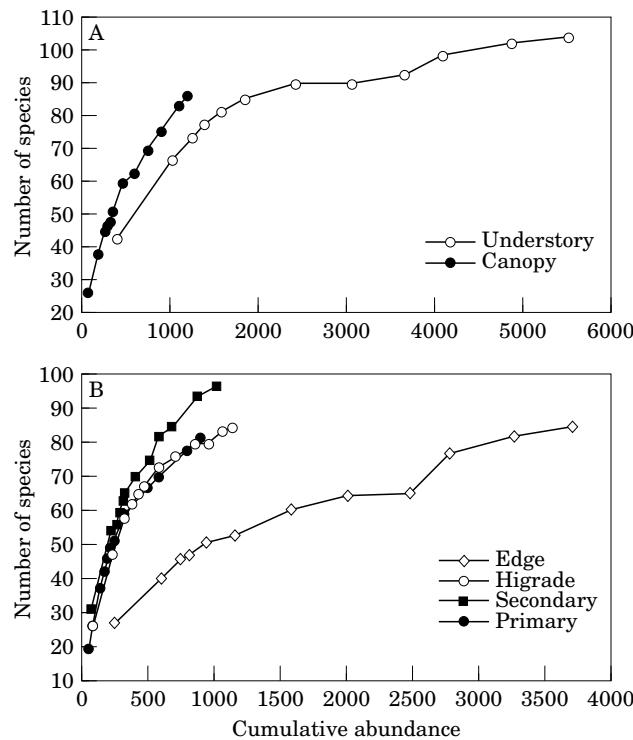 110
A
100
90
80
70
60
50
40
30
20
Number of species
Understory
Canopy
0 1000 2000 3000 4000 5000 6000
100
B
90
80
70
60
50
40
30
20
10
Number of species
Edge
Higrade
Secondary
Primary
0 500 1000 1500 2000 2500 3000 3500 4000
Cumulative abundance